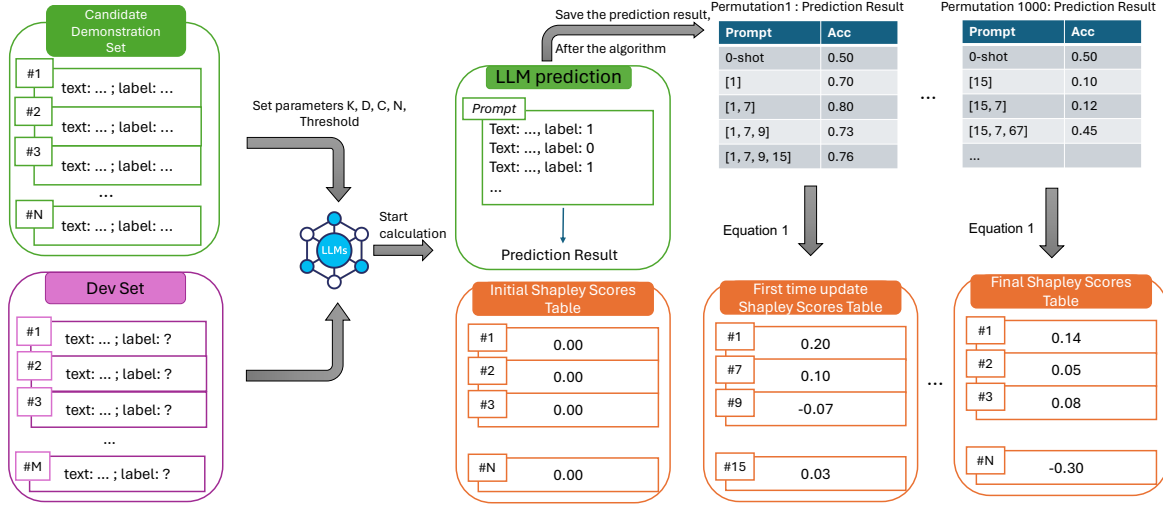 Candidate
Demonstration
Set
#1
text: ... ; label: ...
#2
text: ... ; label: ...
#3
text: ... ; label: ...
...
#N
text: ... ; label: ...
Dev Set
#1
text: ... ; label: ?
#2
text: ... ; label: ?
#3
text: ... ; label: ?
...
#M
text: ... ; label: ?
Set parameters K, D, C, N,
Threshold
LLMs
Start
calculation
LLM prediction
Prompt
Text: ..., label: 1
Text: ..., label: 0
Text: ..., label: 1
...
Prediction Result
Save the prediction result,
After the algorithm
Permutation1 : Prediction Result
Prompt Acc
0-shot 0.50
[1] 0.70
[1, 7] 0.80
[1, 7, 9] 0.73
[1, 7, 9, 15] 0.76
...
Permutation 1000: Prediction Result
Prompt Acc
0-shot 0.50
[15] 0.10
[15, 7] 0.12
[15, 7, 67] 0.45
...
Equation 1
Equation 1
Initial Shapley Scores
Table
#1 0.00
#2 0.00
#3 0.00
#N 0.00
First time update
Shapley Scores Table
#1 0.20
#7 0.10
#9 -0.07
#15 0.03
...
Final Shapley Scores
Table
#1 0.14
#2 0.05
#3 0.08
#N -0.30